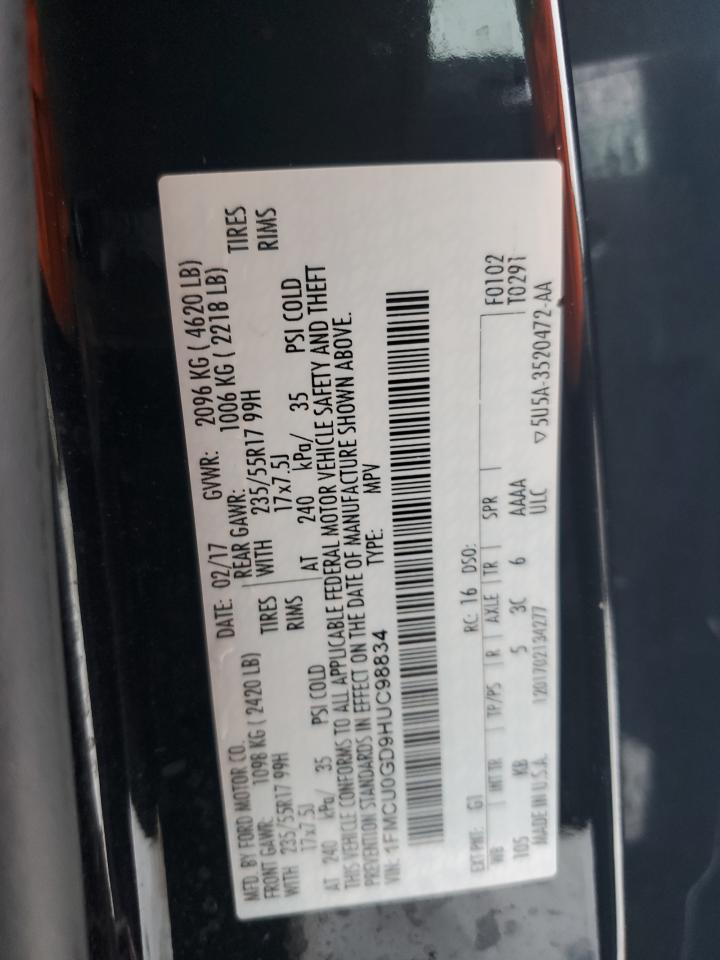 MFD. BY FORD MOTOR CO.
DATE: 02/17 GVWR: 2096 KG ( 4620 LB)
FRONT GAWR: 1098 KG ( 2420 LB)
REAR GAWR: 1006 KG ( 2218 LB)
WITH 235/55R17 99H TIRES
WITH 235/55R17 99H TIRES
17x7.5J RIMS
17x7.5J RIMS
AT 240 kPa/ 35 PSI COLD
AT 240 kPa/ 35 PSI COLD
THIS VEHICLE CONFORMS TO ALL APPLICABLE FEDERAL MOTOR VEHICLE SAFETY AND THEFT
PREVENTION STANDARDS IN EFFECT ON THE DATE OF MANUFACTURE SHOWN ABOVE.
VIN: 1FMCU0GD9HUC98834 TYPE: MPV
EXT PNT: G1 RC: 16 DSO: F0102
T0291
WB INT TR TP/PS R AXLE TR SPR
105 KB 5 3C 6 AAAA
MADE IN U.S.A. 1201702134277 ULC
▽ 5U5A-3520472-AA